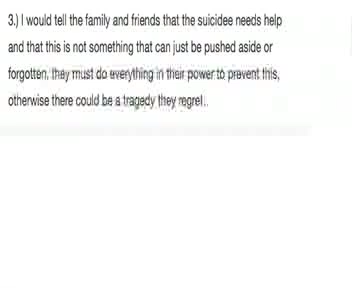 3.) I would tell the family and friends that the suicidee needs help
and that this is not something that can just be pushed aside or
forgotten, they must do everything in their power to prevent this,
otherwise there could be a tragedy they regret..